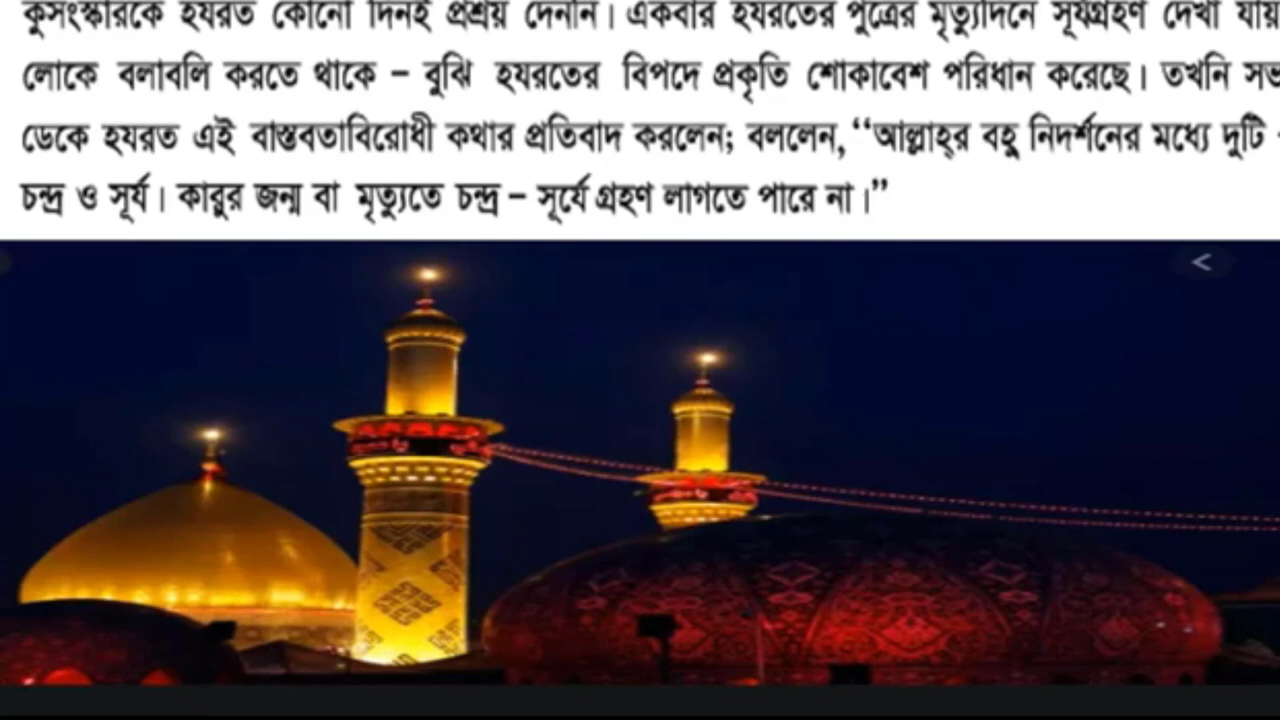 কুসংস্কারকে হযরত কোনো দিনই প্রশ্রয় দেননি। একবার হযরতের পুত্রের মৃত্যুদিনে সূর্যগ্রহণ দেখা যায়
লোকে বলাবলি করতে থাকে – বুঝি হযরতের বিপদে প্রকৃতি শোকাবেশ পরিধান করেছে। তখনি
ডেকে হযরত এই বাস্তবতাবিরোধী কথার প্রতিবাদ করলেন; বললেন, “আল্লাহ্‌র বহু নিদর্শনের মধ্যে দুটি
চন্দ্র ও সূর্য। কারুর জন্ম বা মৃত্যুতে চন্দ্র – সূর্যে গ্রহণ লাগতে পারে না।”